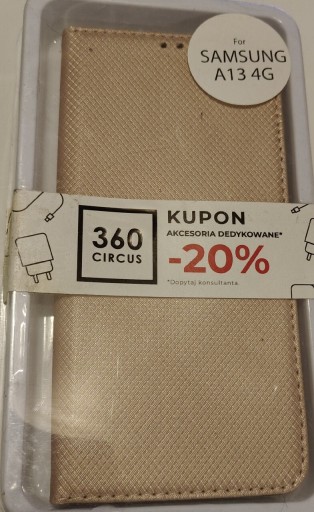 For
SAMSUNG
A13 4G
360
CIRCUS
KUPON
AKCESORIA DEDYKOWANE*
-20%
*Dopytaj konsultanta.